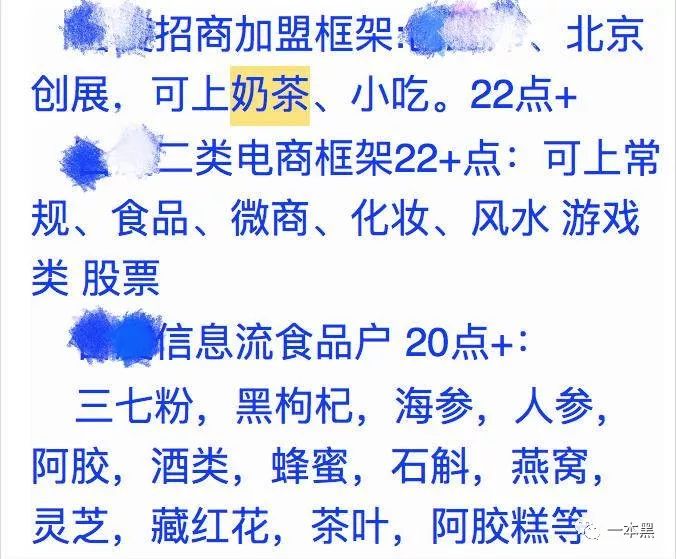 招商加盟框架:、北京
创展，可上奶茶、小吃。22点+
二类电商框架22+点：可上常
规、食品、微商、化妆、风水 游戏
类 股票
信息流食品户 20点+：
三七粉，黑枸杞，海参，人参，
阿胶，酒类，蜂蜜，石斛，燕窝，
灵芝，藏红花，茶叶，阿胶糕等
一本黑